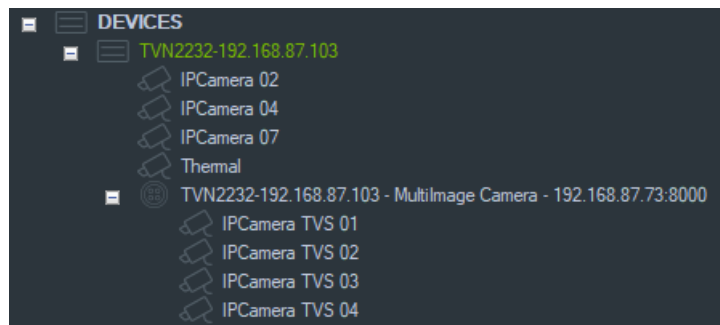 DEVICES
TVN2232-192.168.87.103
IPCamera 02
IPCamera 04
IPCamera 07
Thermal
TVN2232-192.168.87.103 - MultiImage Camera - 192.168.87.73:8000
IPCamera TVS 01
IPCamera TVS 02
IPCamera TVS 03
IPCamera TVS 04